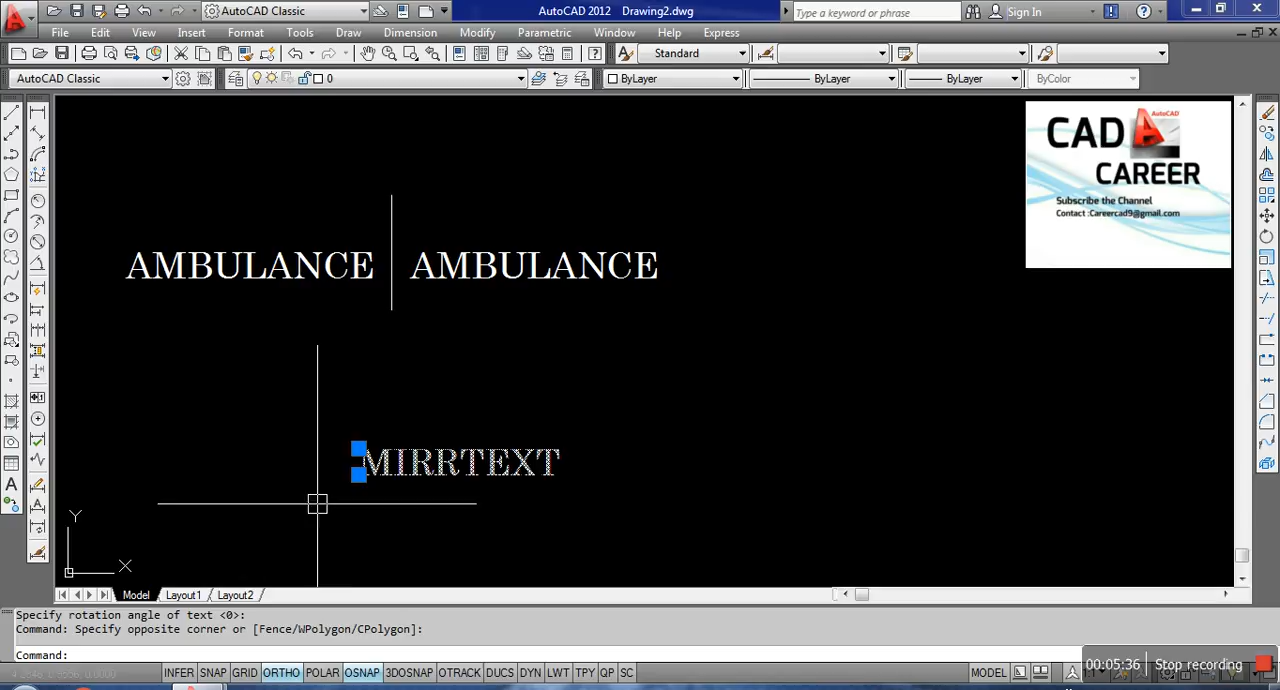 AutoCAD Classic
AutoCAD 2012 Drawing2.dwg
Type a keyword or phrase
Sign In
File Edit View Insert Format Tools Draw Dimension Modify Parametric Window Help Express
Standard
AutoCAD Classic
0
ByLayer
ByLayer
ByLayer
ByColor
AutoCAD
CAD
CAREER
Subscribe the Channel
Contact :Careercad9@gmail.com
AMBULANCE AMBULANCE
MIRRTEXT
Y
X
Model Layout1 Layout2
Specify rotation angle of text <0>:
Command: Specify opposite corner or [Fence/WPolygon/CPolygon]:
Command:
INFER SNAP GRID ORTHO POLAR OSNAP 3DOSNAP OTRACK DUCS DYN LWT TPY QP SC
MODEL
00:05:36 Stop recording